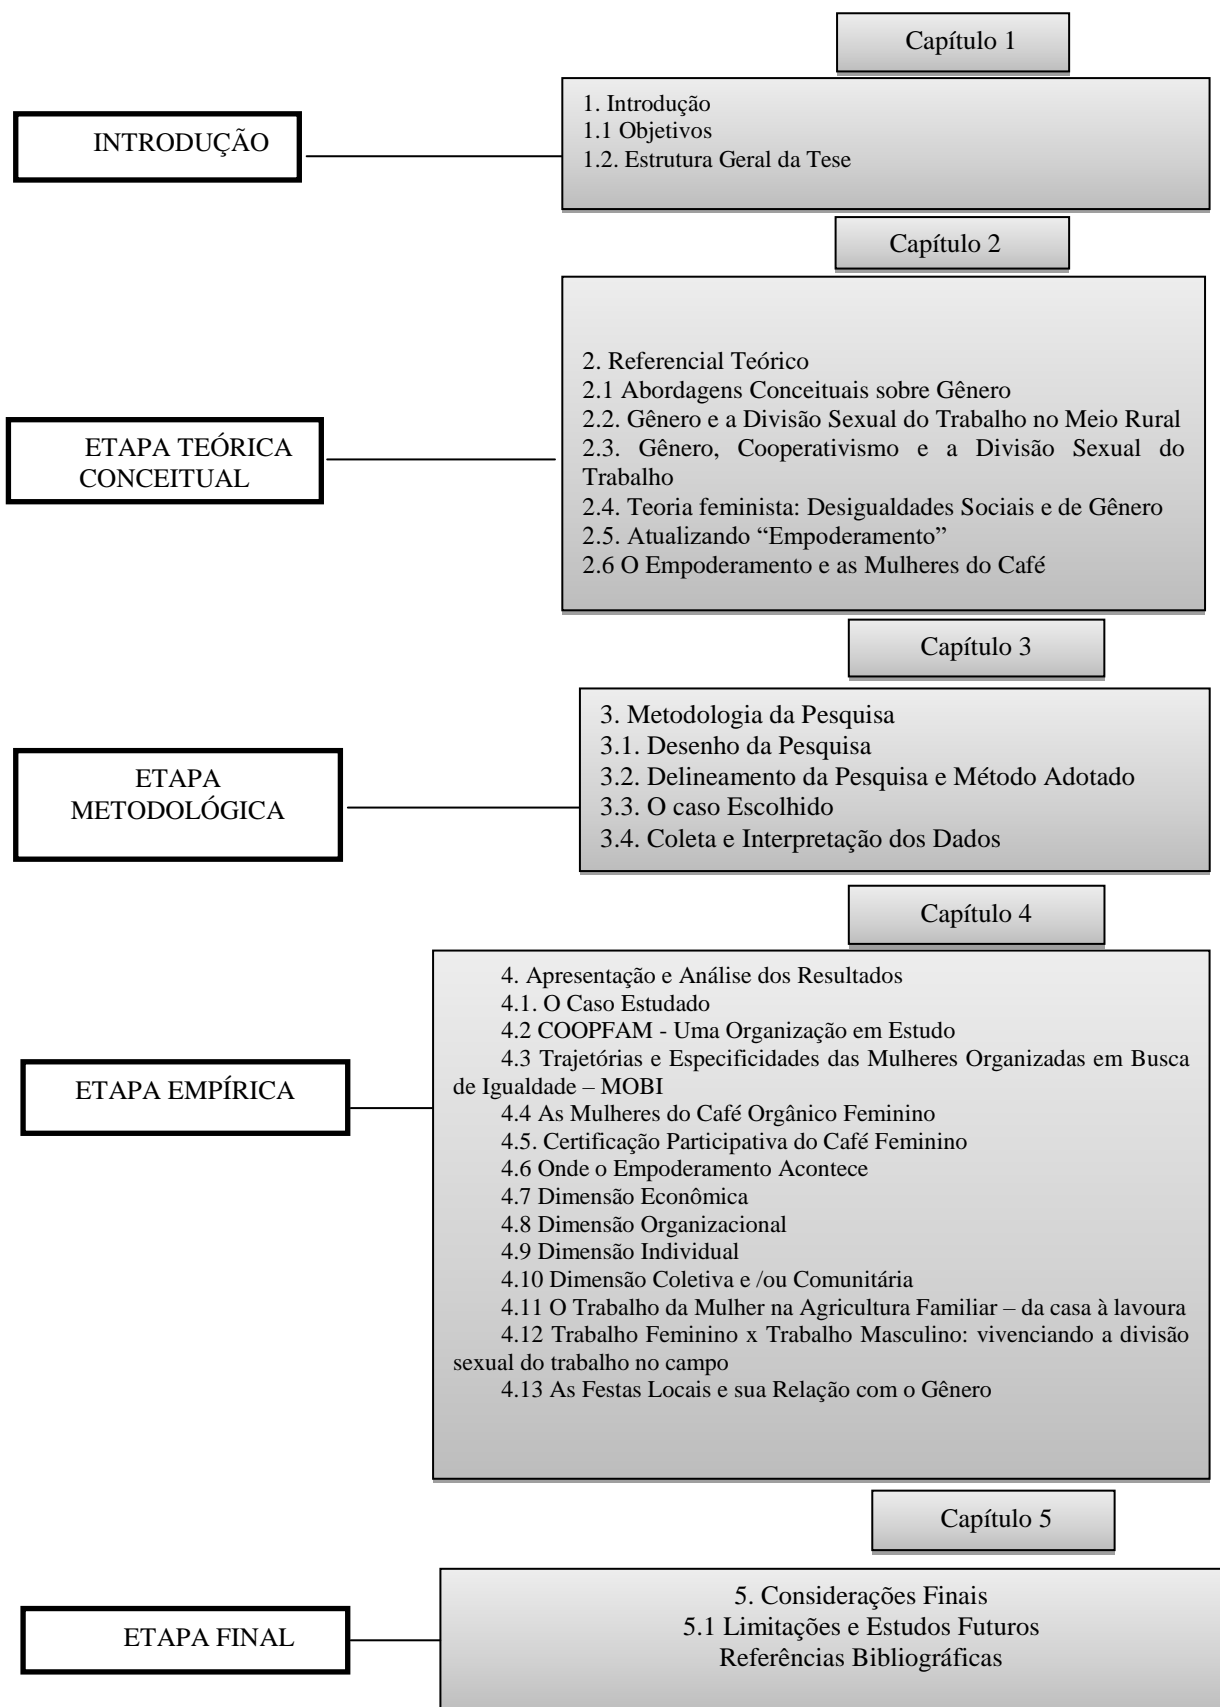 Capítulo 1
INTRODUÇÃO
1. Introdução
1.1 Objetivos
1.2. Estrutura Geral da Tese
Capítulo 2
ETAPA TEÓRICA
CONCEITUAL
2. Referencial Teórico
2.1 Abordagens Conceituais sobre Gênero
2.2. Gênero e a Divisão Sexual do Trabalho no Meio Rural
2.3. Gênero, Cooperativismo e a Divisão Sexual do
Trabalho
2.4. Teoria feminista: Desigualdades Sociais e de Gênero
2.5. Atualizando “Empoderamento”
2.6 O Empoderamento e as Mulheres do Café
Capítulo 3
ETAPA
METODOLÓGICA
3. Metodologia da Pesquisa
3.1. Desenho da Pesquisa
3.2. Delineamento da Pesquisa e Método Adotado
3.3. O caso Escolhido
3.4. Coleta e Interpretação dos Dados
Capítulo 4
ETAPA EMPÍRICA
4. Apresentação e Análise dos Resultados
4.1. O Caso Estudado
4.2 COOPFAM - Uma Organização em Estudo
4.3 Trajetórias e Especificidades das Mulheres Organizadas em Busca
de Igualdade – MOBI
4.4 As Mulheres do Café Orgânico Feminino
4.5. Certificação Participativa do Café Feminino
4.6 Onde o Empoderamento Acontece
4.7 Dimensão Econômica
4.8 Dimensão Organizacional
4.9 Dimensão Individual
4.10 Dimensão Coletiva e /ou Comunitária
4.11 O Trabalho da Mulher na Agricultura Familiar – da casa à lavoura
4.12 Trabalho Feminino x Trabalho Masculino: vivenciando a divisão
sexual do trabalho no campo
4.13 As Festas Locais e sua Relação com o Gênero
Capítulo 5
ETAPA FINAL
5. Considerações Finais
5.1 Limitações e Estudos Futuros
Referências Bibliográficas